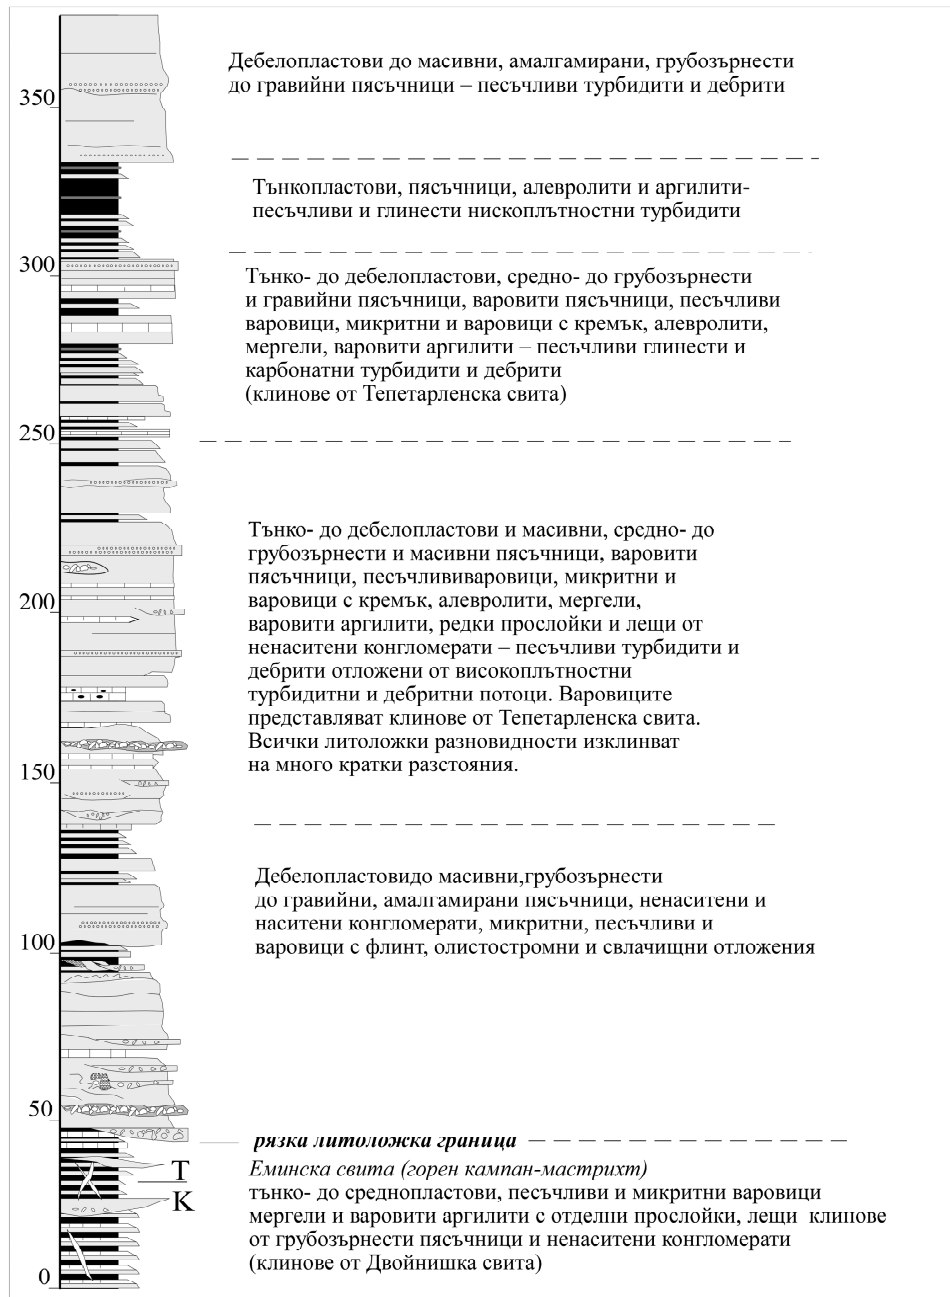 Дебелопластови до масивни, амалгамирани, грубозърнести
до гравийни пясъчници – песъчливи турбидити и дебрити
350
Тънкопластови, пясъчници, алевролити и аргилити-
песъчливи и глинести нископлътностни турбидити
300
Тънко- до дебелопластови, средно- до грубозърнести
и гравийни пясъчници, варовити пясъчници, песъчливи
варовици, микритни и варовици с кремък, алевролити,
мергели, варовити аргилити – песъчливи глинести и
карбонатни турбидити и дебрити
(клинове от Тепетарленска свита)
250
Тънко- до дебелопластови и масивни, средно- до
грубозърнести и масивни пясъчници, варовити
пясъчници, песъчлививаровици, микритни и
варовици с кремък, алевролити, мергели,
варовити аргилити, редки прослойки и лещи от
ненаситени конгломерати – песъчливи турбидити и
дебрити отложени от високоплътностни
турбидитни и дебритни потоци. Варовиците
представляват клинове от Тепетарленска свита.
Всички литоложки разновидности изклинват
на много кратки разстояния.
200
150
Дебелопластовидо масивни,грубозърнести
до гравийни, амалгамирани пясъчници, ненаситени и
наситени конгломерати, микритни, песъчливи и
варовици с флинт, олистостромни и свлачищни отложения
100
50
рязка литоложка граница
Еминска свита (горен кампан-мастрихт)
тънко- до среднопластови, песъчливи и микритни варовици
мергели и варовити аргилити с отделни прослойки, лещи клинове
от грубозърнести пясъчници и ненаситени конгломерати
(клинове от Двойнишка свита)
T
K
0